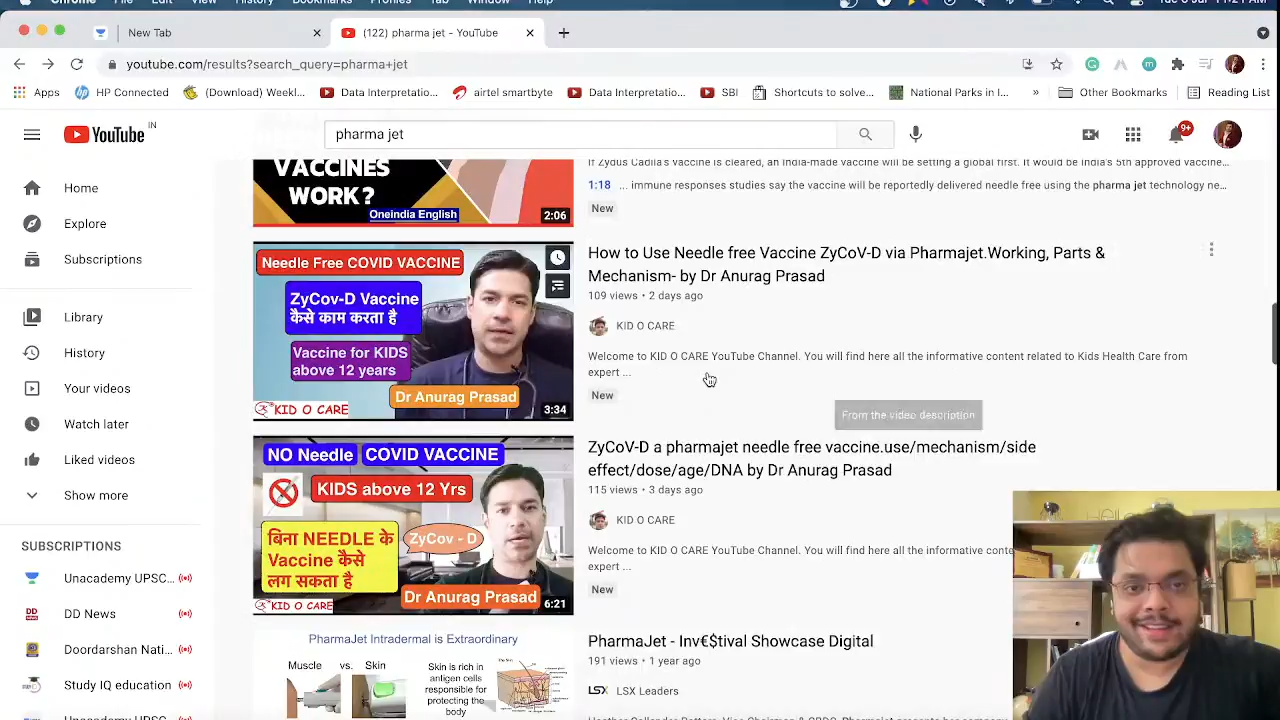 Chrome File Edit View History Bookmarks Profiles Tab Window Help
New Tab
(122) pharma jet - YouTube
youtube.com/results?search_query=pharma+jet
Apps
HP Connected
(Download) Weekl...
Data Interpretatio...
airtel smartbyte
Data Interpretatio...
SBI
Shortcuts to solve...
National Parks in I...
»
Other Bookmarks
Reading List
YouTube IN
pharma jet
9+
Home
Explore
Subscriptions
Library
History
Your videos
Watch later
Liked videos
Show more
SUBSCRIPTIONS
Unacademy UPSC...
DD News
Doordarshan Nati...
Study IQ education
VACCINES
WORK?
Oneindia English
2:06
If Zydus Cadila's vaccine is cleared, an India-made vaccine will be setting a global first. It would be India's 5th approved vaccine...
1:18 ... immune responses studies say the vaccine will be reportedly delivered needle free using the pharma jet technology ne...
New
Needle Free COVID VACCINE
ZyCov-D Vaccine
कैसे काम करता है
Vaccine for KIDS
above 12 years
Dr Anurag Prasad
KID O CARE
3:34
How to Use Needle free Vaccine ZyCoV-D via Pharmajet.Working, Parts &
Mechanism- by Dr Anurag Prasad
109 views • 2 days ago
KID O CARE
Welcome to KID O CARE YouTube Channel. You will find here all the informative content related to Kids Health Care from
expert ...
New
From the video description
NO Needle COVID VACCINE
KIDS above 12 Yrs
बिना NEEDLE के
Vaccine कैसे
लग सकता है
ZyCov - D
Dr Anurag Prasad
KID O CARE
6:21
ZyCoV-D a pharmajet needle free vaccine.use/mechanism/side
effect/dose/age/DNA by Dr Anurag Prasad
115 views • 3 days ago
KID O CARE
Welcome to KID O CARE YouTube Channel. You will find here all the informative conte
expert ...
New
PharmaJet Intradermal is Extraordinary
Muscle vs. Skin
Skin is rich in
antigen cells
responsible for
protecting the
body
PharmaJet - Inv€$tival Showcase Digital
191 views • 1 year ago
LSX LSX Leaders